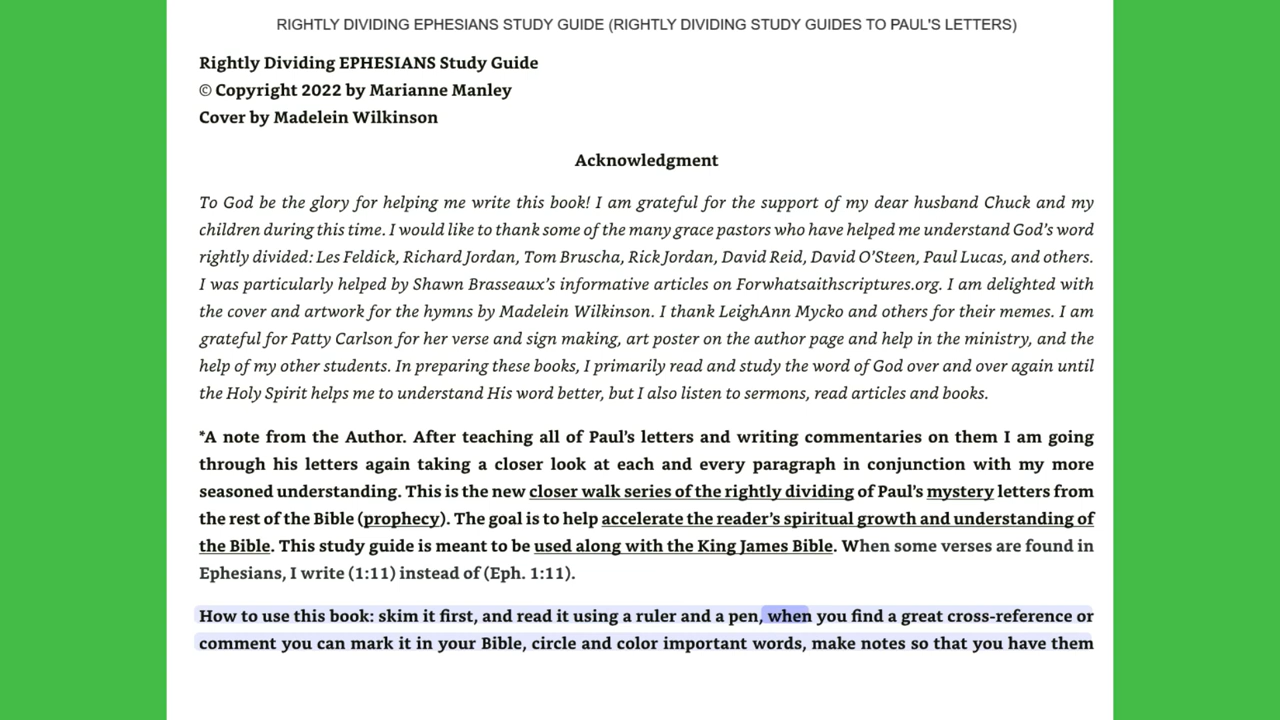 RIGHTLY DIVIDING EPHESIANS STUDY GUIDE (RIGHTLY DIVIDING STUDY GUIDES TO PAUL'S LETTERS)
Rightly Dividing EPHESIANS Study Guide
© Copyright 2022 by Marianne Manley
Cover by Madelein Wilkinson
Acknowledgment
To God be the glory for helping me write this book! I am grateful for the support of my dear husband Chuck and my
children during this time. I would like to thank some of the many grace pastors who have helped me understand God’s word
rightly divided: Les Feldick, Richard Jordan, Tom Bruscha, Rick Jordan, David Reid, David O’Steen, Paul Lucas, and others.
I was particularly helped by Shawn Brasseaux’s informative articles on Forwhatsaithscriptures.org. I am delighted with
the cover and artwork for the hymns by Madelein Wilkinson. I thank LeighAnn Mycko and others for their memes. I am
grateful for Patty Carlson for her verse and sign making, art poster on the author page and help in the ministry, and the
help of my other students. In preparing these books, I primarily read and study the word of God over and over again until
the Holy Spirit helps me to understand His word better, but I also listen to sermons, read articles and books.
*A note from the Author. After teaching all of Paul’s letters and writing commentaries on them I am going
through his letters again taking a closer look at each and every paragraph in conjunction with my more
seasoned understanding. This is the new closer walk series of the rightly dividing of Paul’s mystery letters from
the rest of the Bible (prophecy). The goal is to help accelerate the reader’s spiritual growth and understanding of
the Bible. This study guide is meant to be used along with the King James Bible. When some verses are found in
Ephesians, I write (1:11) instead of (Eph. 1:11).
How to use this book: skim it first, and read it using a ruler and a pen, when you find a great cross-reference or
comment you can mark it in your Bible, circle and color important words, make notes so that you have them